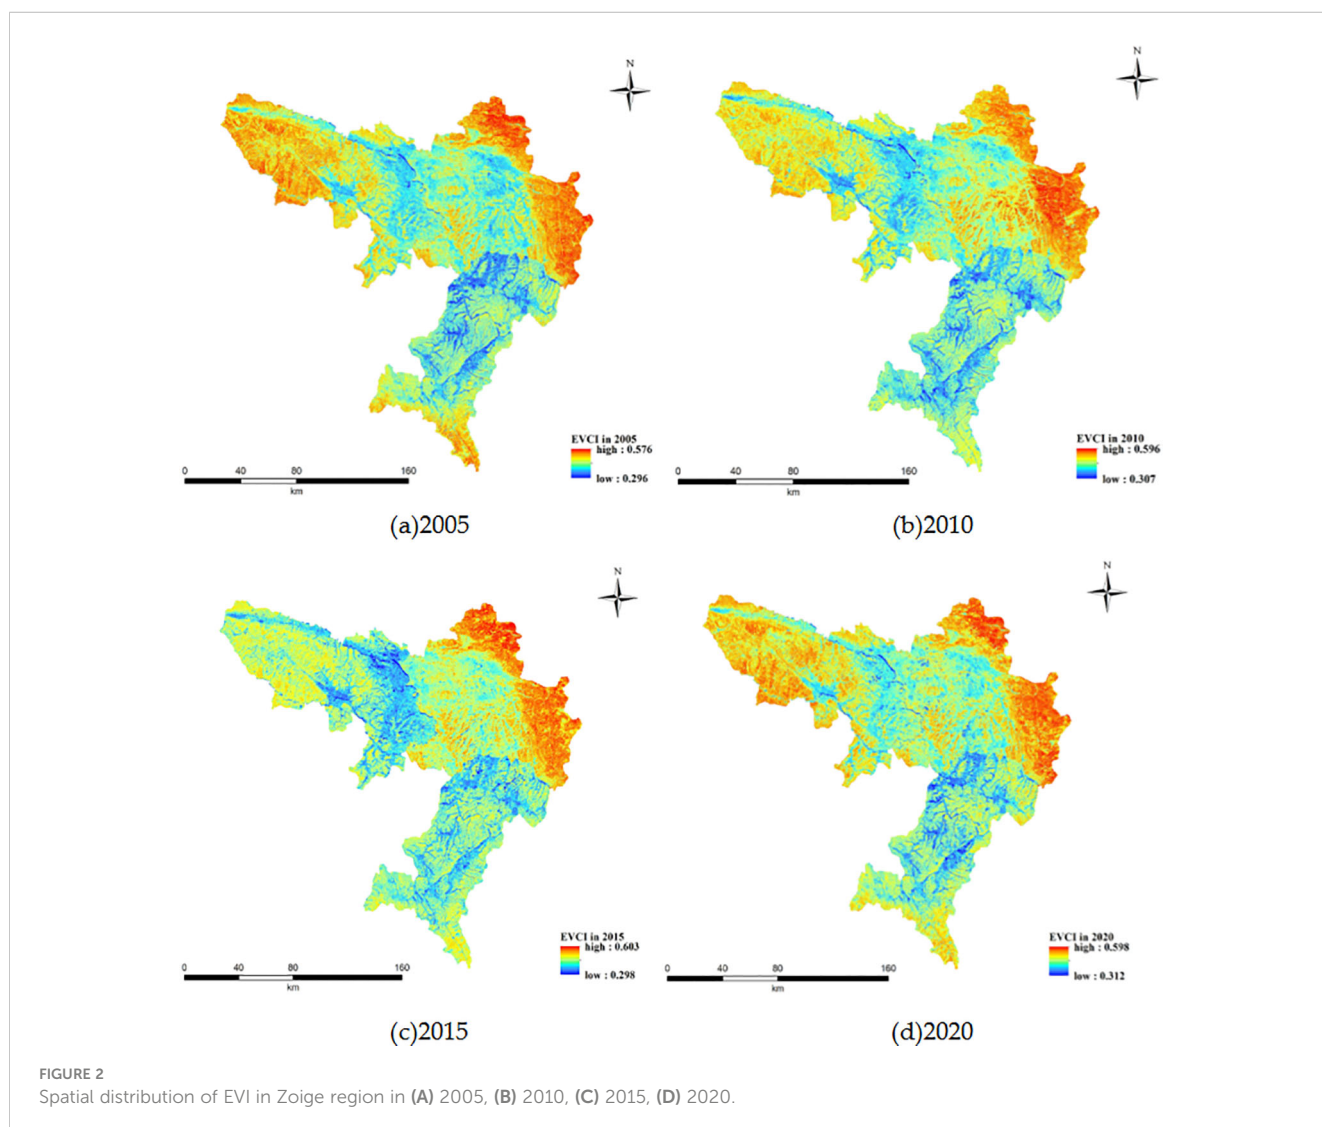 N
N
EVCI in 2005
high : 0.576
low : 0.296
0 40 80 160
km
EVCI in 2010
high : 0.596
low : 0.307
0 40 80 160
km
(a)2005
(b)2010
N
N
EVCI in 2015
high : 0.603
low : 0.298
0 40 80 160
km
EVCI in 2020
high : 0.598
low : 0.312
0 40 80 160
km
(c)2015
(d)2020
FIGURE 2
Spatial distribution of EVI in Zoige region in (A) 2005, (B) 2010, (C) 2015, (D) 2020.